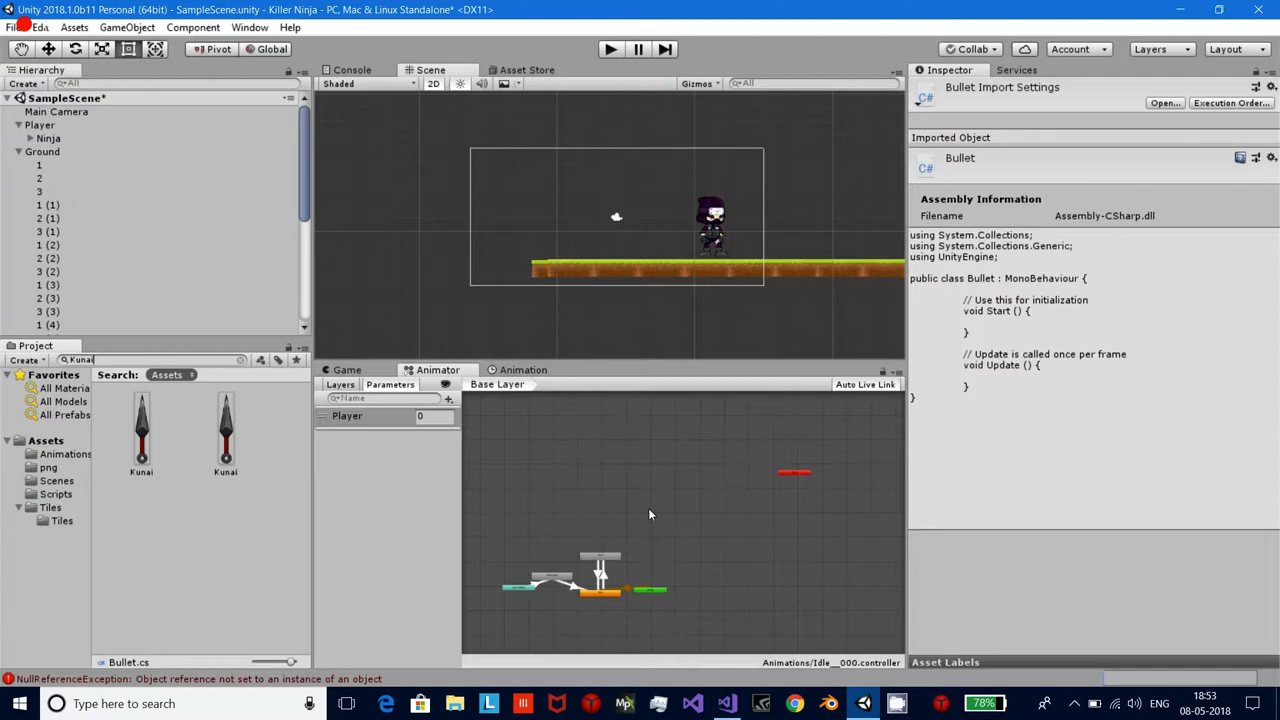 Unity 2018.1.0b11 Personal (64bit) - SampleScene.unity - Killer Ninja - PC, Mac & Linux Standalone* <DX11>
Assets GameObject Component Window Help
Pivot Global Collab Account Layers Layout
Hierarchy Console Scene Asset Store Inspector Services
Create All Shaded 2D Gizmos All
SampleScene*
Main Camera
Player
Ninja
Ground
1
2
3
1 (1)
2 (1)
3 (1)
1 (2)
2 (2)
3 (2)
1 (3)
2 (3)
3 (3)
1 (4)
Bullet Import Settings
Open... Execution Order...
Imported Object
Bullet
Assembly Information
Filename Assembly-CSharp.dll
using System.Collections;
using System.Collections.Generic;
using UnityEngine;
public class Bullet : MonoBehaviour {
// Use this for initialization
void Start () {
}
// Update is called once per frame
void Update () {
}
}
Project
Create Kunai
Favorites
All Materia
All Models
All Prefabs
Assets
Animations
png
Scenes
Scripts
Tiles
Tiles
Search: Assets
Kunai Kunai
Bullet.cs
Game Animator Animation
Layers Parameters Base Layer Auto Live Link
Name
Player 0
Animations/Idle__000.controller
Asset Labels
NullReferenceException: Object reference not set to an instance of an object
Type here to search
78%
ENG
18:53
08-05-2018